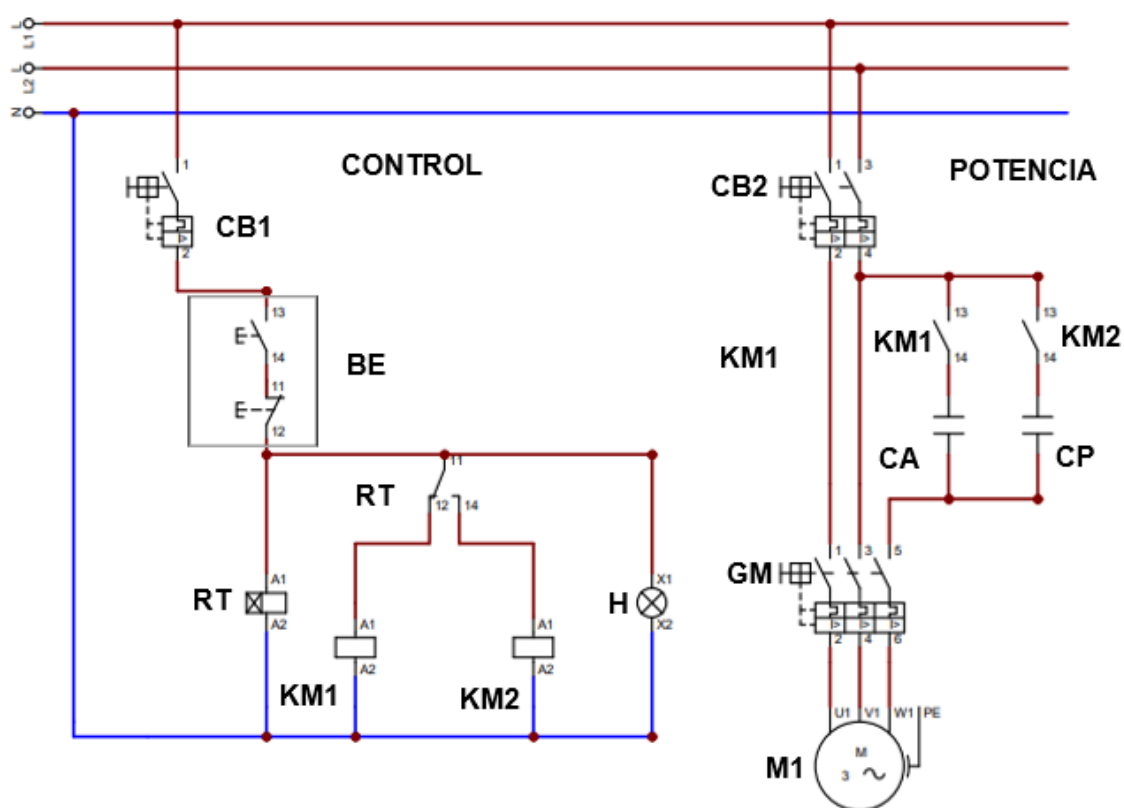 L
L1
L
L2
N
CONTROL
POTENCIA
1
CB1
2
1 3
CB2
2 4
13
14
11
12
BE
KM1
13
KM1
14
13
KM2
14
CA
CP
11
RT
12 14
A1
RT
A2
A1
KM1
A2
A1
KM2
A2
X1
H
X2
1 3 5
GM
2 4 6
U1 V1 W1 PE
M1
M
3